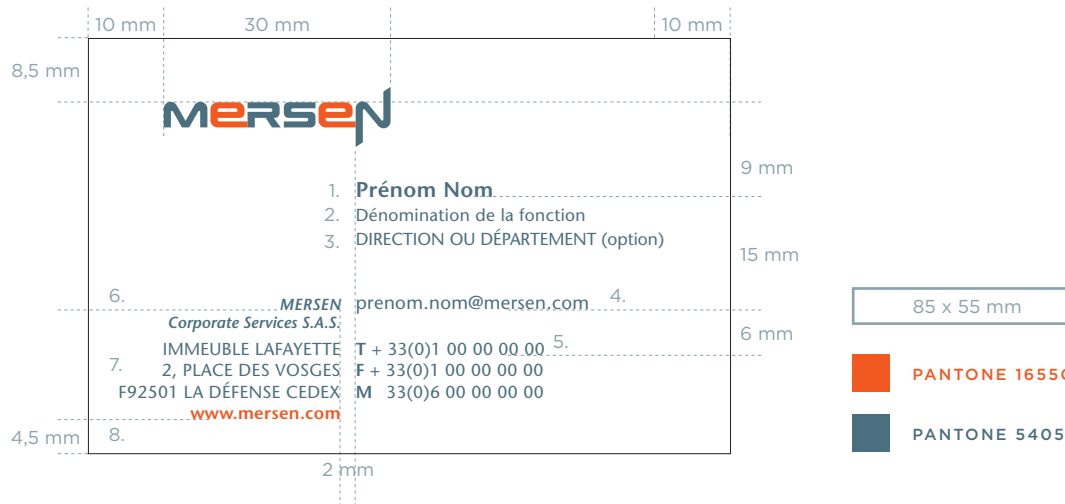 10 mm 30 mm 10 mm
8,5 mm
MERSEN
9 mm
1. Prénom Nom
2. Dénomination de la fonction
3. DIRECTION OU DÉPARTEMENT (option)
15 mm
6. MERSEN prenom.nom@mersen.com 4.
Corporate Services S.A.S.
85 x 55 mm
6 mm
IMMEUBLE LAFAYETTE T + 33(0)1 00 00 00 00 5.
7. 2, PLACE DES VOSGES F + 33(0)1 00 00 00 00
F92501 LA DÉFENSE CEDEX M 33(0)6 00 00 00 00
www.mersen.com
PANTONE 1655C
4,5 mm 8.
PANTONE 5405
2 mm